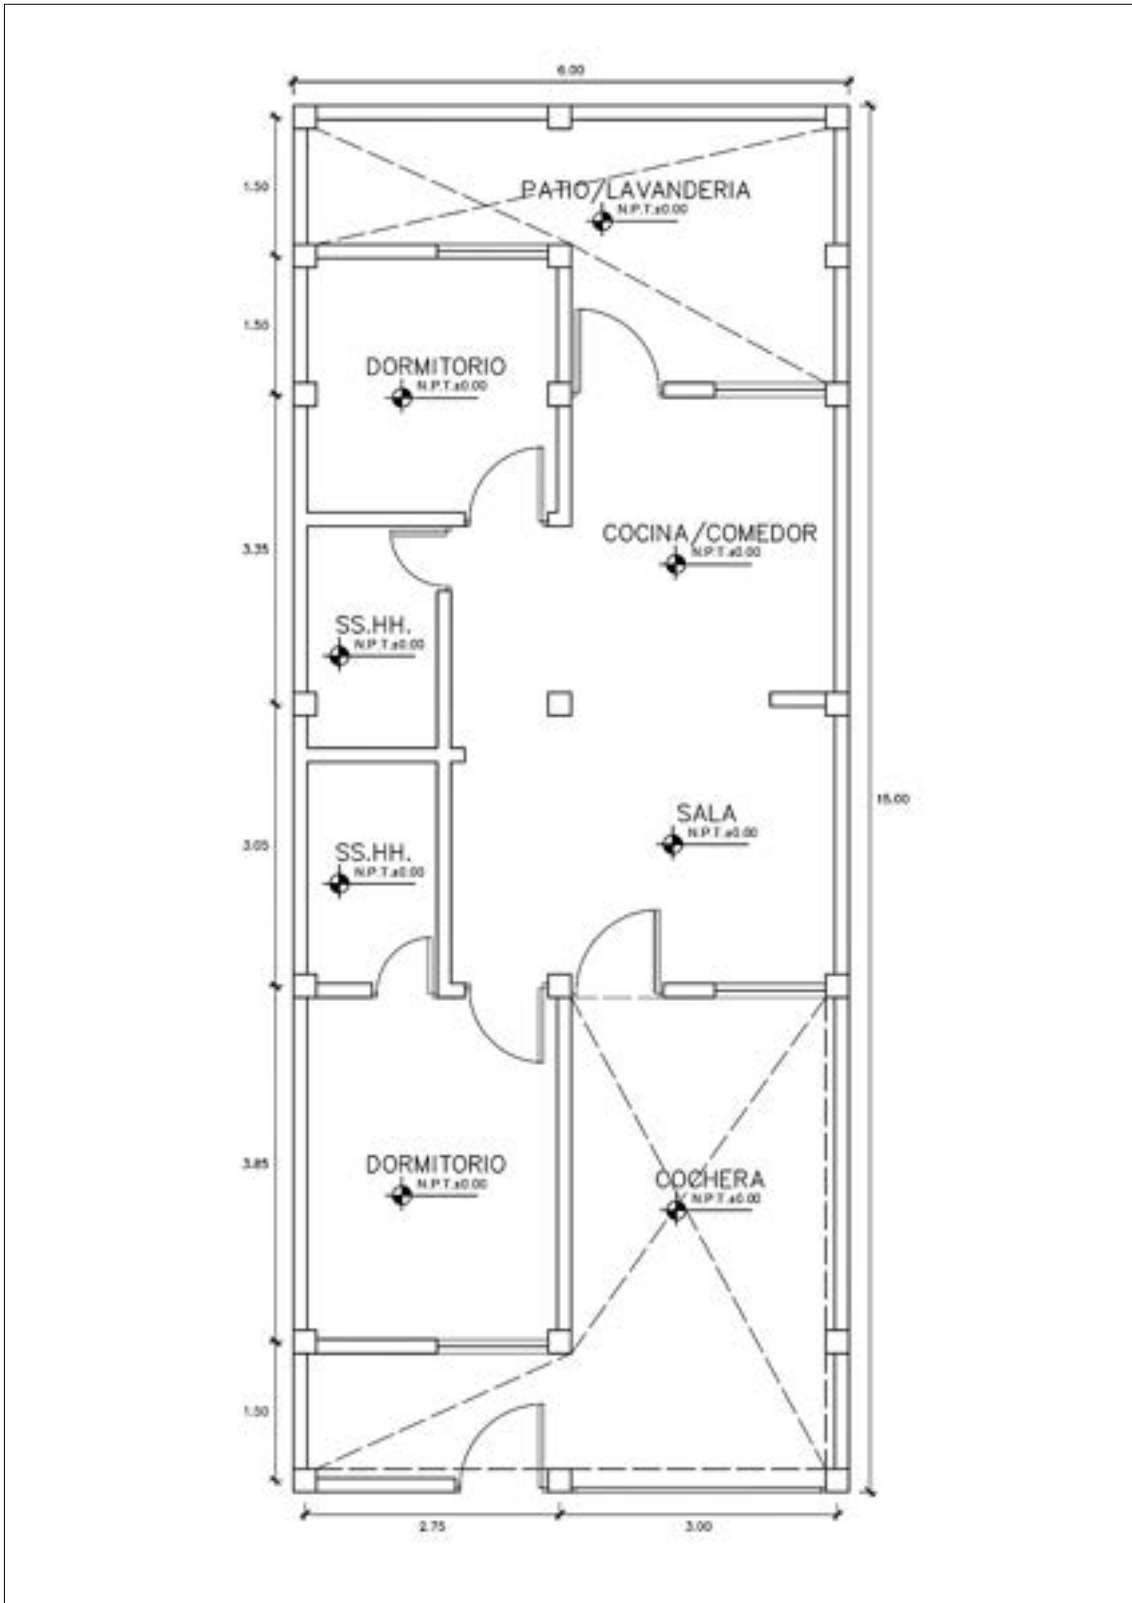 6.00
1.50
PATIO/LAVANDERIA
N.P.T.±0.00
1.50
DORMITORIO
N.P.T.±0.00
3.35
COCINA/COMEDOR
N.P.T.±0.00
SS.HH.
N.P.T.±0.00
15.00
SALA
N.P.T.±0.00
3.05
SS.HH.
N.P.T.±0.00
3.85
DORMITORIO
N.P.T.±0.00
COCHERA
N.P.T.±0.00
1.50
2.75
3.00